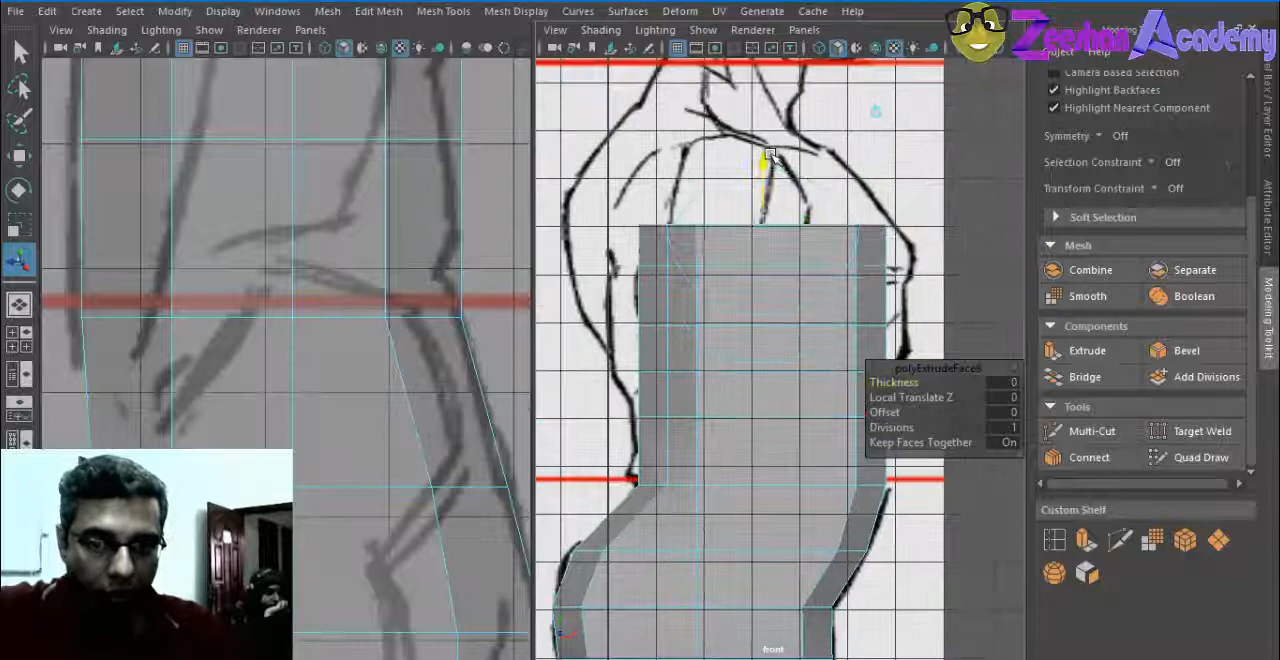 File Edit Create Select Modify Display Windows Mesh Edit Mesh Mesh Tools Mesh Display Curves Surfaces Deform UV Generate Cache Help
View Shading Lighting Show Renderer Panels
View Shading Lighting Show Renderer Panels
Zeeshan Academy
Help
Camera Based Selection
Highlight Backfaces
Highlight Nearest Component
Symmetry Off
Selection Constraint Off
Transform Constraint Off
Soft Selection
Mesh
Combine Separate
Smooth Boolean
Components
Extrude Bevel
Bridge Add Divisions
Tools
Multi-Cut Target Weld
Connect Quad Draw
Custom Shelf
Thickness 0
Local Translate Z 0
Offset 0
Divisions 1
Keep Faces Together On
front
Attribute Editor
Modeling Toolkit